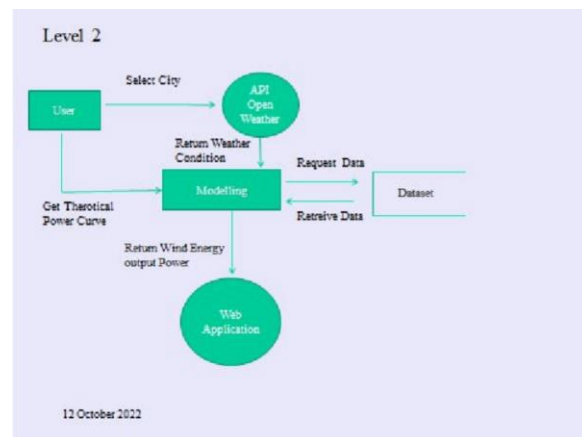 Level 2
Select City
API
Open
Weather
User
Return Weather
Condition
Request Data
Modelling
Dataset
Get Therotical
Power Curve
Retreive Data
Return Wind Energy
output Power
Web
Application
12 October 2022